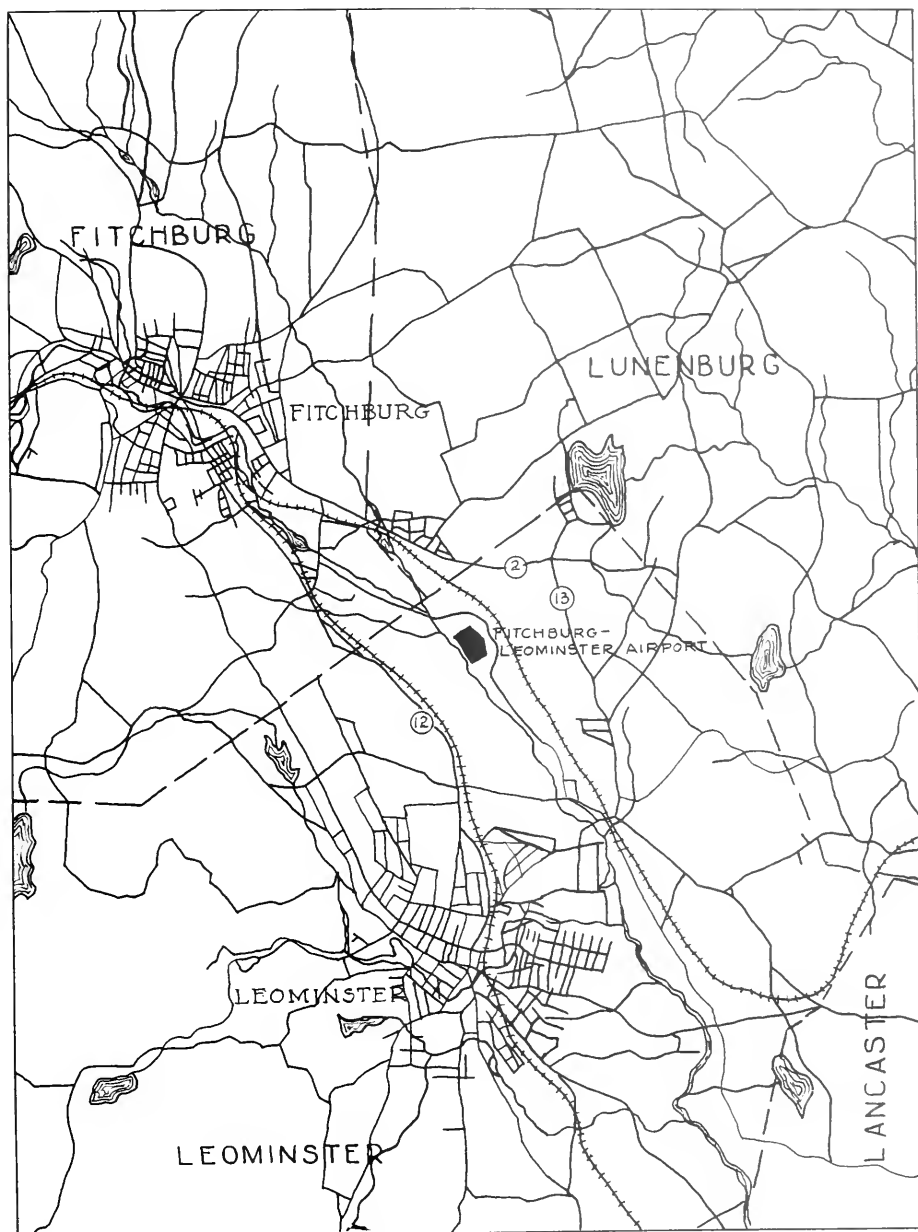 FITCHBURG
LUNENBURG
FITCHBURG
2
13
FITCHBURG-
LEOMINSTER AIRPORT
12
LEOMINSTER
LANCASTER
LEOMINSTER